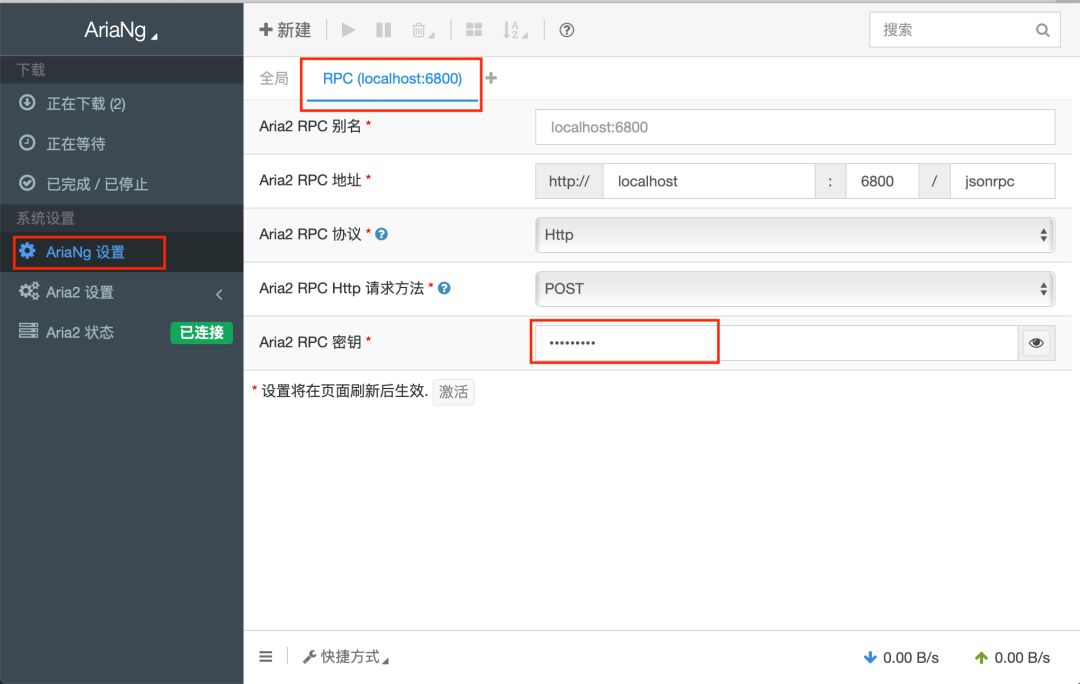 AriaNg
新建
搜索
下载
正在下载 (2)
正在等待
已完成 / 已停止
系统设置
AriaNg 设置
Aria2 设置
Aria2 状态
已连接
全局
RPC (localhost:6800)
Aria2 RPC 别名 *
localhost:6800
Aria2 RPC 地址 *
http:// localhost : 6800 / jsonrpc
Aria2 RPC 协议 *
Http
Aria2 RPC Http 请求方法 *
POST
Aria2 RPC 密钥 *
•••••••••
* 设置将在页面刷新后生效. 激活
快捷方式
0.00 B/s
0.00 B/s